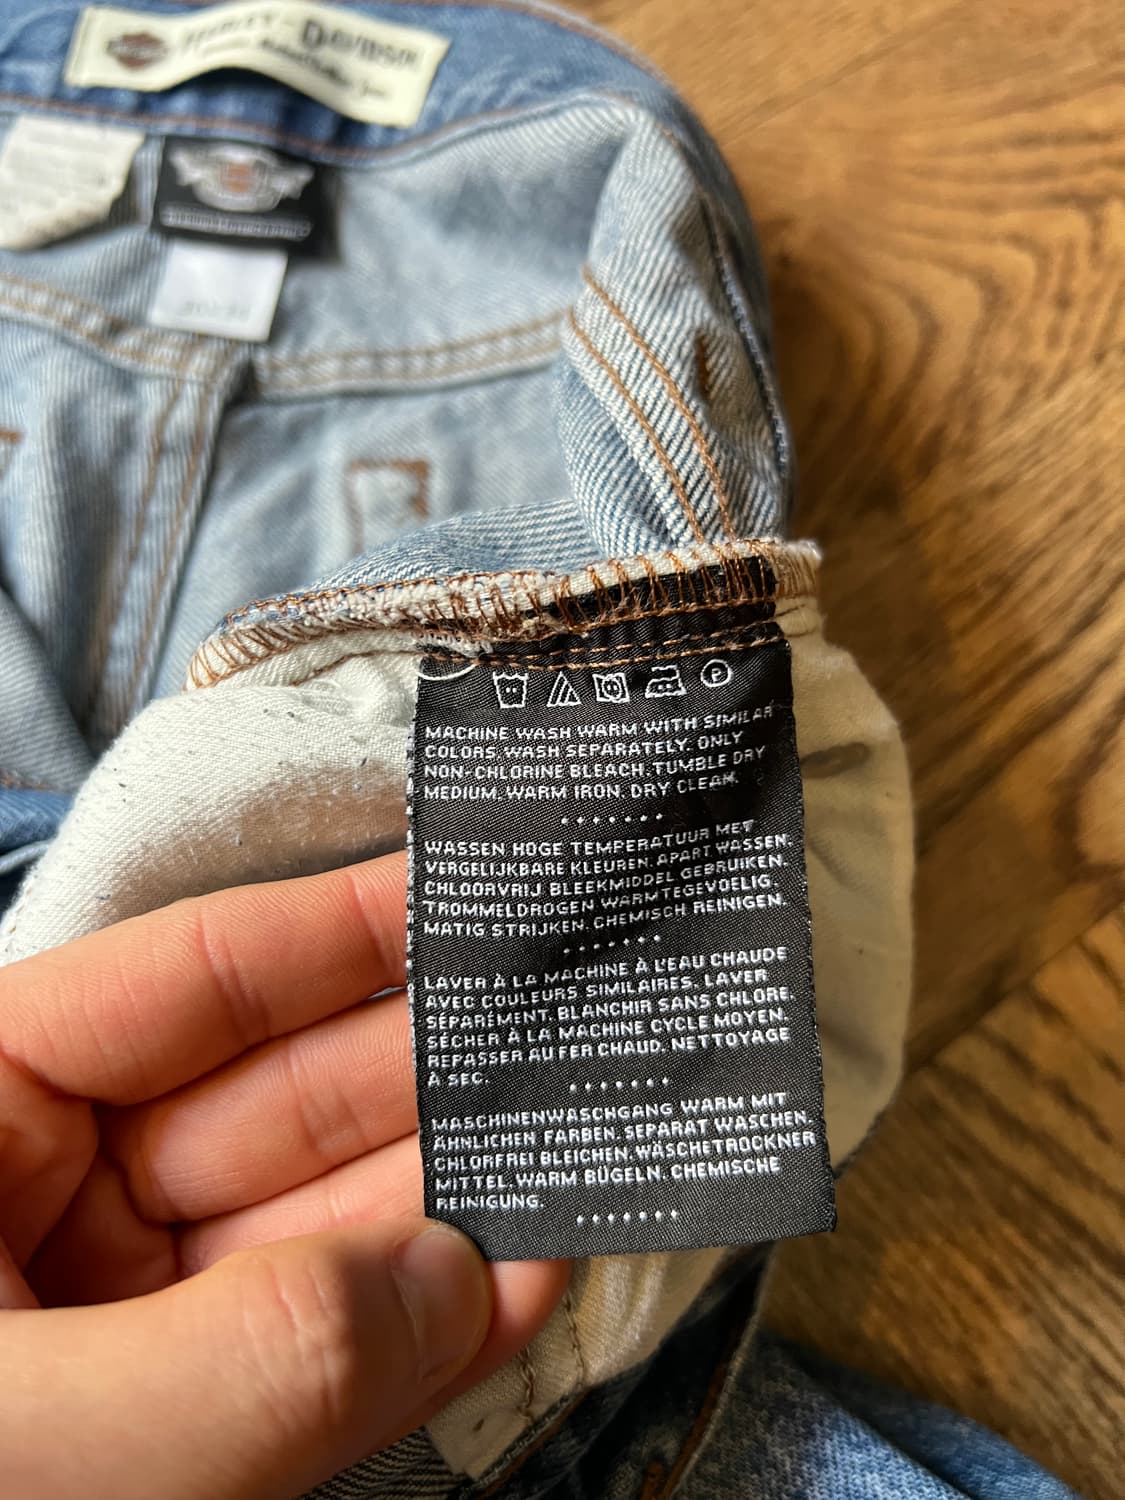 HARLEY-DAVIDSON
MACHINE WASH WARM WITH SIMILAR
COLORS. WASH SEPARATELY. ONLY
NON-CHLORINE BLEACH. TUMBLE DRY
MEDIUM. WARM IRON. DRY CLEAN.
WASSEN HOGE TEMPERATUUR MET
VERGELIJKBARE KLEUREN. APART WASSEN.
CHLOORVRIJ BLEEKMIDDEL GEBRUIKEN.
TROMMELDROGEN WARMTEGEVOELIG.
MATIG STRIJKEN. CHEMISCH REINIGEN.
LAVER À LA MACHINE À L'EAU CHAUDE
AVEC COULEURS SIMILAIRES. LAVER
SÉPARÉMENT. BLANCHIR SANS CHLORE.
SÉCHER À LA MACHINE CYCLE MOYEN.
REPASSER AU FER CHAUD. NETTOYAGE
À SEC.
MASCHINENWASCHGANG WARM MIT
ÄHNLICHEN FARBEN. SEPARAT WASCHEN.
CHLORFREI BLEICHEN. WÄSCHETROCKNER
MITTEL. WARM BÜGELN. CHEMISCHE
REINIGUNG.